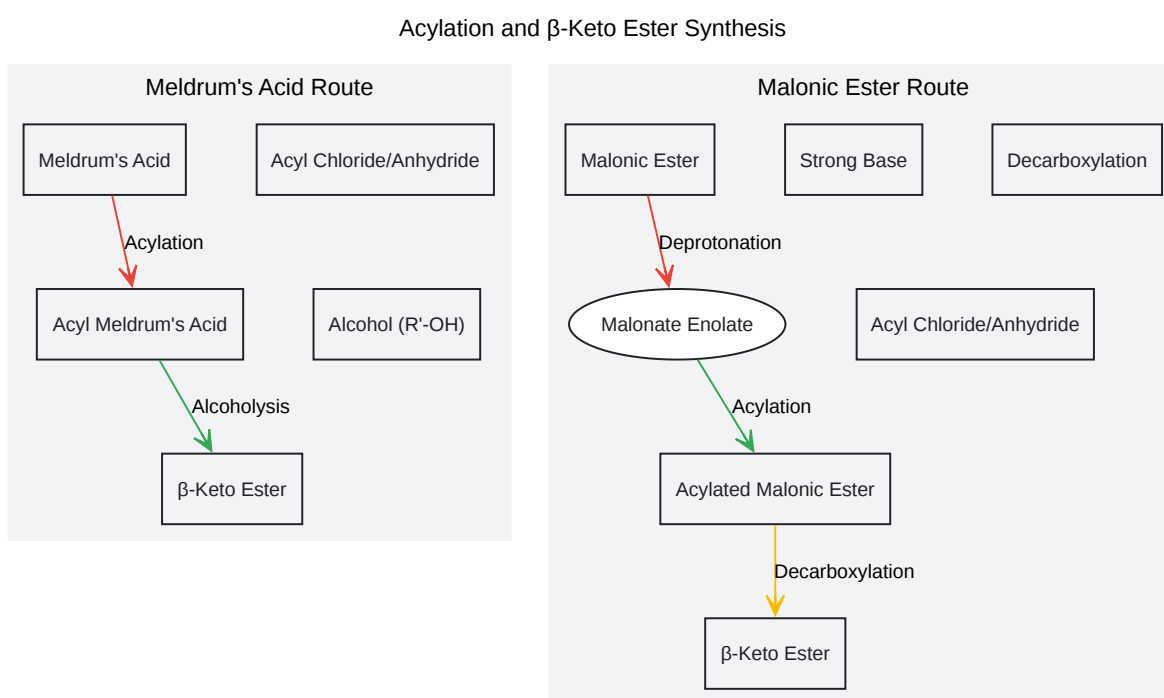 Acylation and β-Keto Ester Synthesis
Meldrum's Acid Route
Meldrum's Acid
Acyl Chloride/Anhydride
Acylation
Acyl Meldrum's Acid
Alcohol (R'-OH)
Alcoholysis
β-Keto Ester
Malonic Ester Route
Malonic Ester
Strong Base
Decarboxylation
Deprotonation
Malonate Enolate
Acyl Chloride/Anhydride
Acylation
Acylated Malonic Ester
Decarboxylation
β-Keto Ester